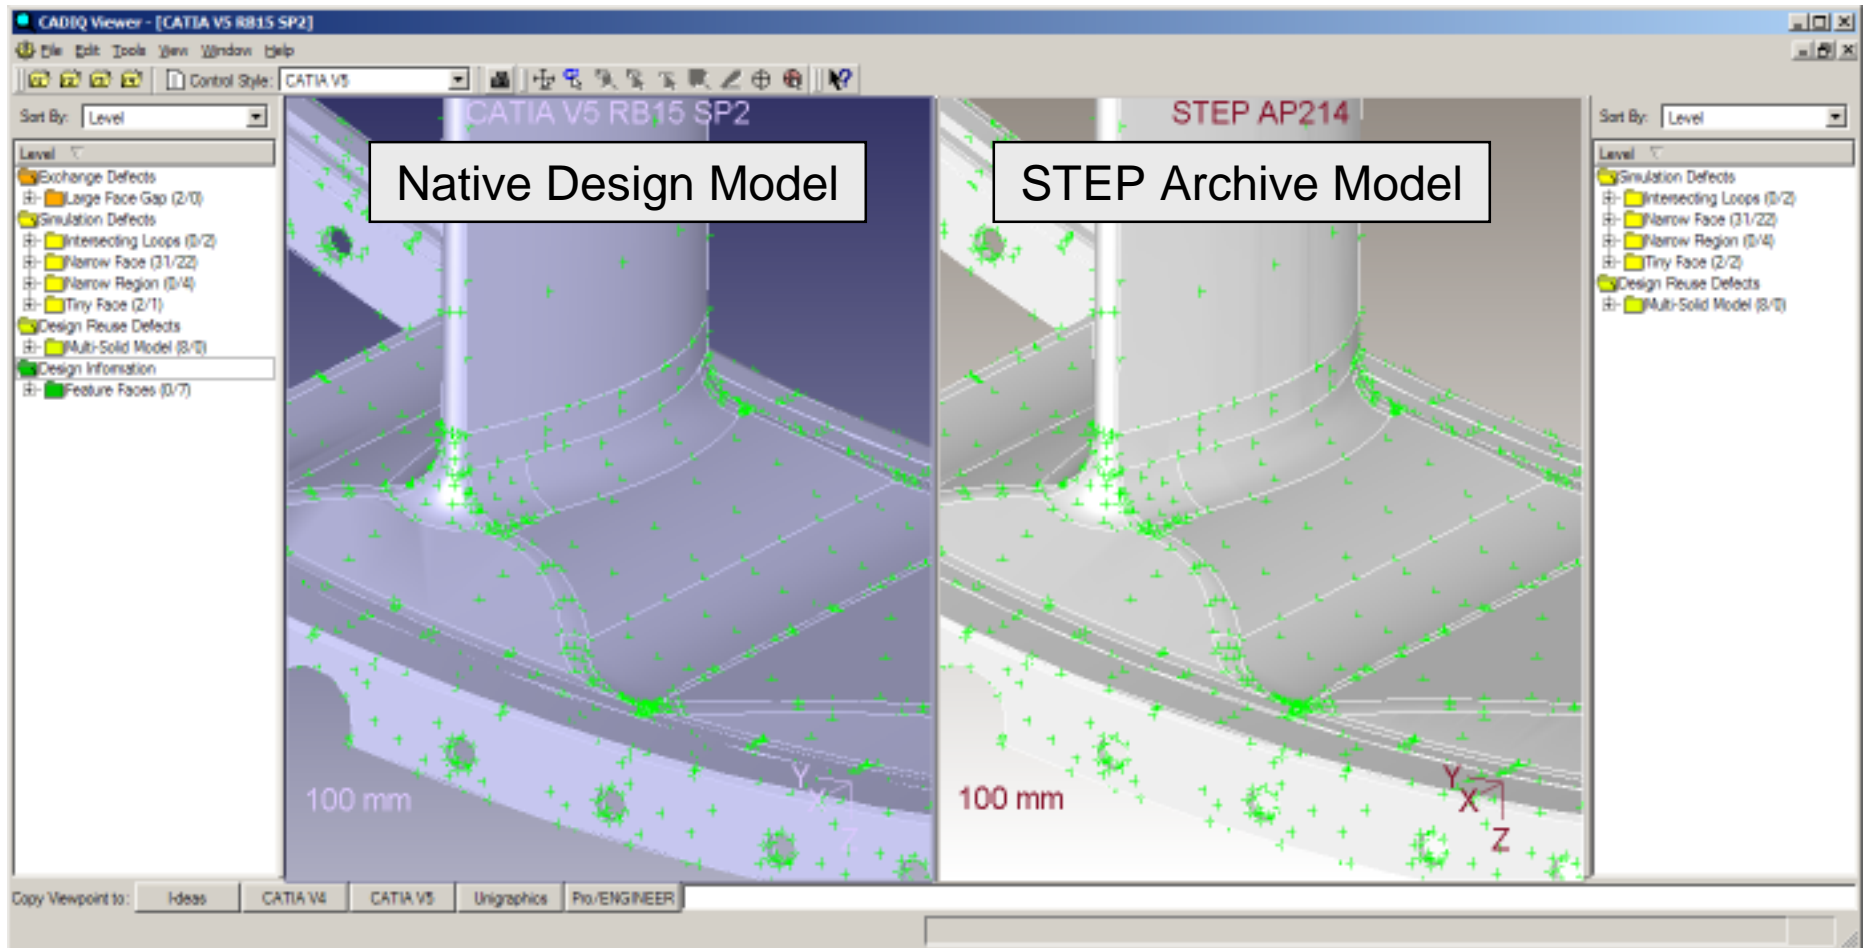 CADIQ Viewer - [CATIA V5 RB15 SP2]
File Edit Tools View Window Help
Control Style: CATIA V5
Sort By: Level
Level
Exchange Defects
Large Face Gap (2/0)
Simulation Defects
Intersecting Loops (0/2)
Narrow Face (31/22)
Narrow Region (0/4)
Tiny Face (2/1)
Design Reuse Defects
Multi-Solid Model (8/0)
Design Information
Feature Faces (0/7)
CATIA V5 RB15 SP2
Native Design Model
100 mm
Y
X
Z
STEP AP214
STEP Archive Model
100 mm
Y
X
Z
Sort By: Level
Level
Simulation Defects
Intersecting Loops (0/2)
Narrow Face (31/22)
Narrow Region (0/4)
Tiny Face (2/2)
Design Reuse Defects
Multi-Solid Model (8/0)
Copy Viewpoint to: I-deas CATIA V4 CATIA V5 Unigraphics Pro/ENGINEER